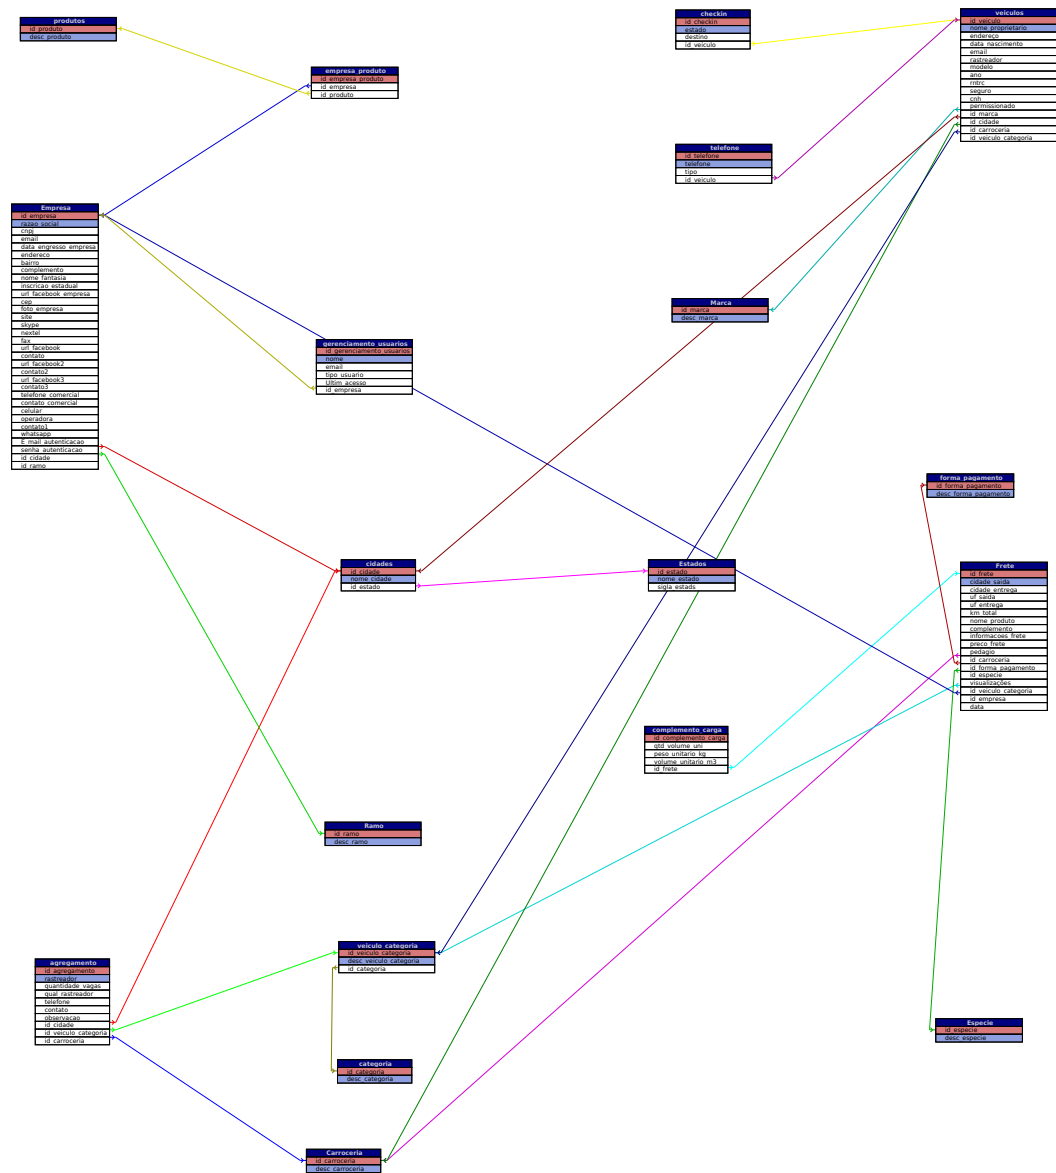 produtos
id_produto
desc_produto
checkin
id_checkin
estado
destino
id_veiculo
veiculos
id_veiculo
nome_proprietario
endereço
data_nascimento
email
rastreador
modelo
ano
rntrc
seguro
cnh
permissionado
id_marca
id_cidade
id_carroceria
id_veiculo_categoria
empresa_produto
id_empresa_produto
id_empresa
id_produto
telefone
id_telefone
telefone
tipo
id_veiculo
Empresa
id_empresa
razao_social
cnpj
email
data_engresso_empresa
endereco
bairro
complemento
nome_fantasia
inscricao_estadual
url_facebook_empresa
cep
foto_empresa
site
skype
nextel
fax
url_facebook
contato
url_facebook2
contato2
url_facebook3
contato3
telefone_comercial
contato_comercial
celular
operadora
contato1
whatsapp
E_mail_autenticacao
senha_autenticacao
id_cidade
id_ramo
Marca
id_marca
desc_marca
gerenciamento_usuarios
id_gerenciamento_usuarios
nome
email
tipo_usuario
Ultim_acesso
id_empresa
forma_pagamento
id_forma_pagamento
desc_forma_pagamento
cidades
id_cidade
nome_cidade
id_estado
Estados
id_estado
nome_estado
sigla_estads
Frete
id_frete
cidade_saida
cidade_entrega
uf_saida
uf_entrega
km_total
nome_produto
complemento
informacoes_frete
preco_frete
pedagio
id_carroceria
id_forma_pagamento
id_especie
visualizações
id_veiculo_categoria
id_empresa
data
complemento_carga
id_complemento_carga
qtd_volume_uni
peso_unitario_kg
volume_unitario_m3
id_frete
Ramo
id_ramo
desc_ramo
veiculo_categoria
id_veiculo_categoria
desc_veiculo_categoria
id_categoria
agregamento
id_agregamento
rastreador
quantidade_vagas
qual_rastreador
telefone
contato
observacao
id_cidade
id_veiculo_categoria
id_carroceria
Especie
id_especie
desc_especie
categoria
id_categoria
desc_categoria
Carroceria
id_carroceria
desc_carroceria